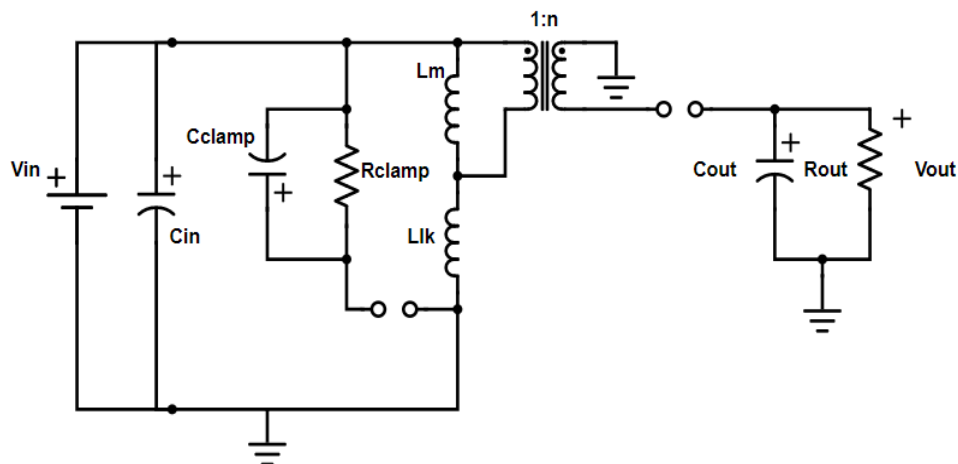 1:n
Lm
Cclamp
+
Rclamp
Vin
+
+
Cin
Llk
+
+
Cout
Rout
Vout